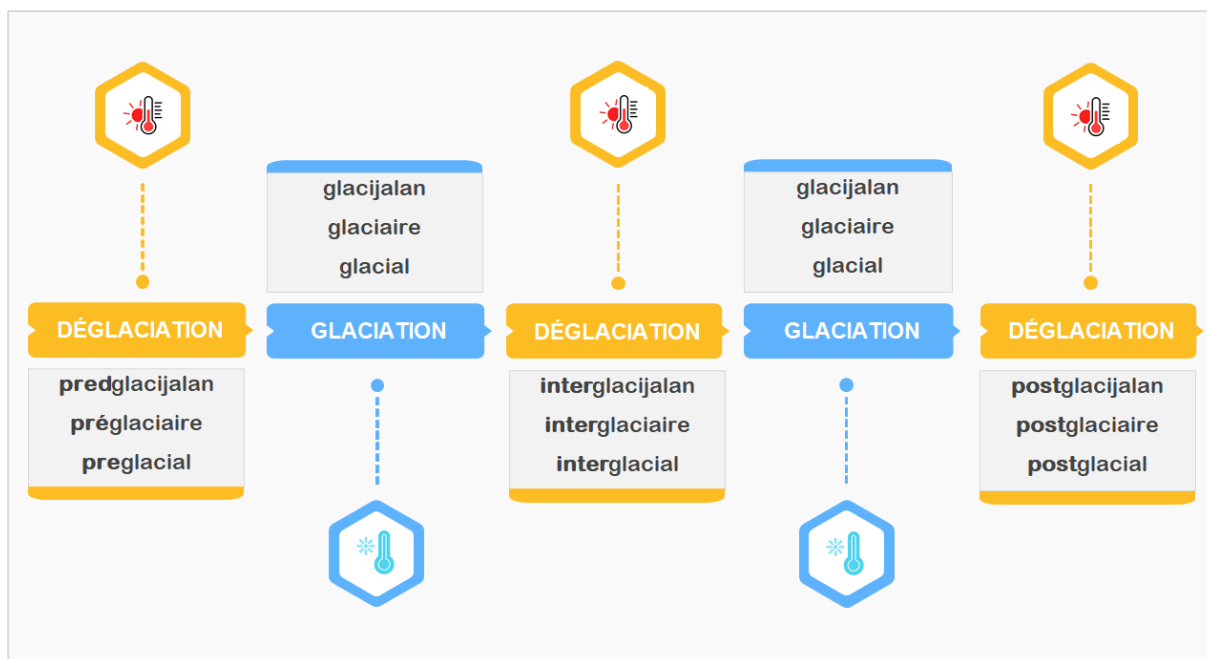 DÉGLACIATION
predglacijalan
préglaciaire
preglacial
glacijalan
glaciaire
glacial
GLACIATION
DÉGLACIATION
interglacijalan
interglaciaire
interglacial
glacijalan
glaciaire
glacial
GLACIATION
DÉGLACIATION
postglacijalan
postglaciaire
postglacial